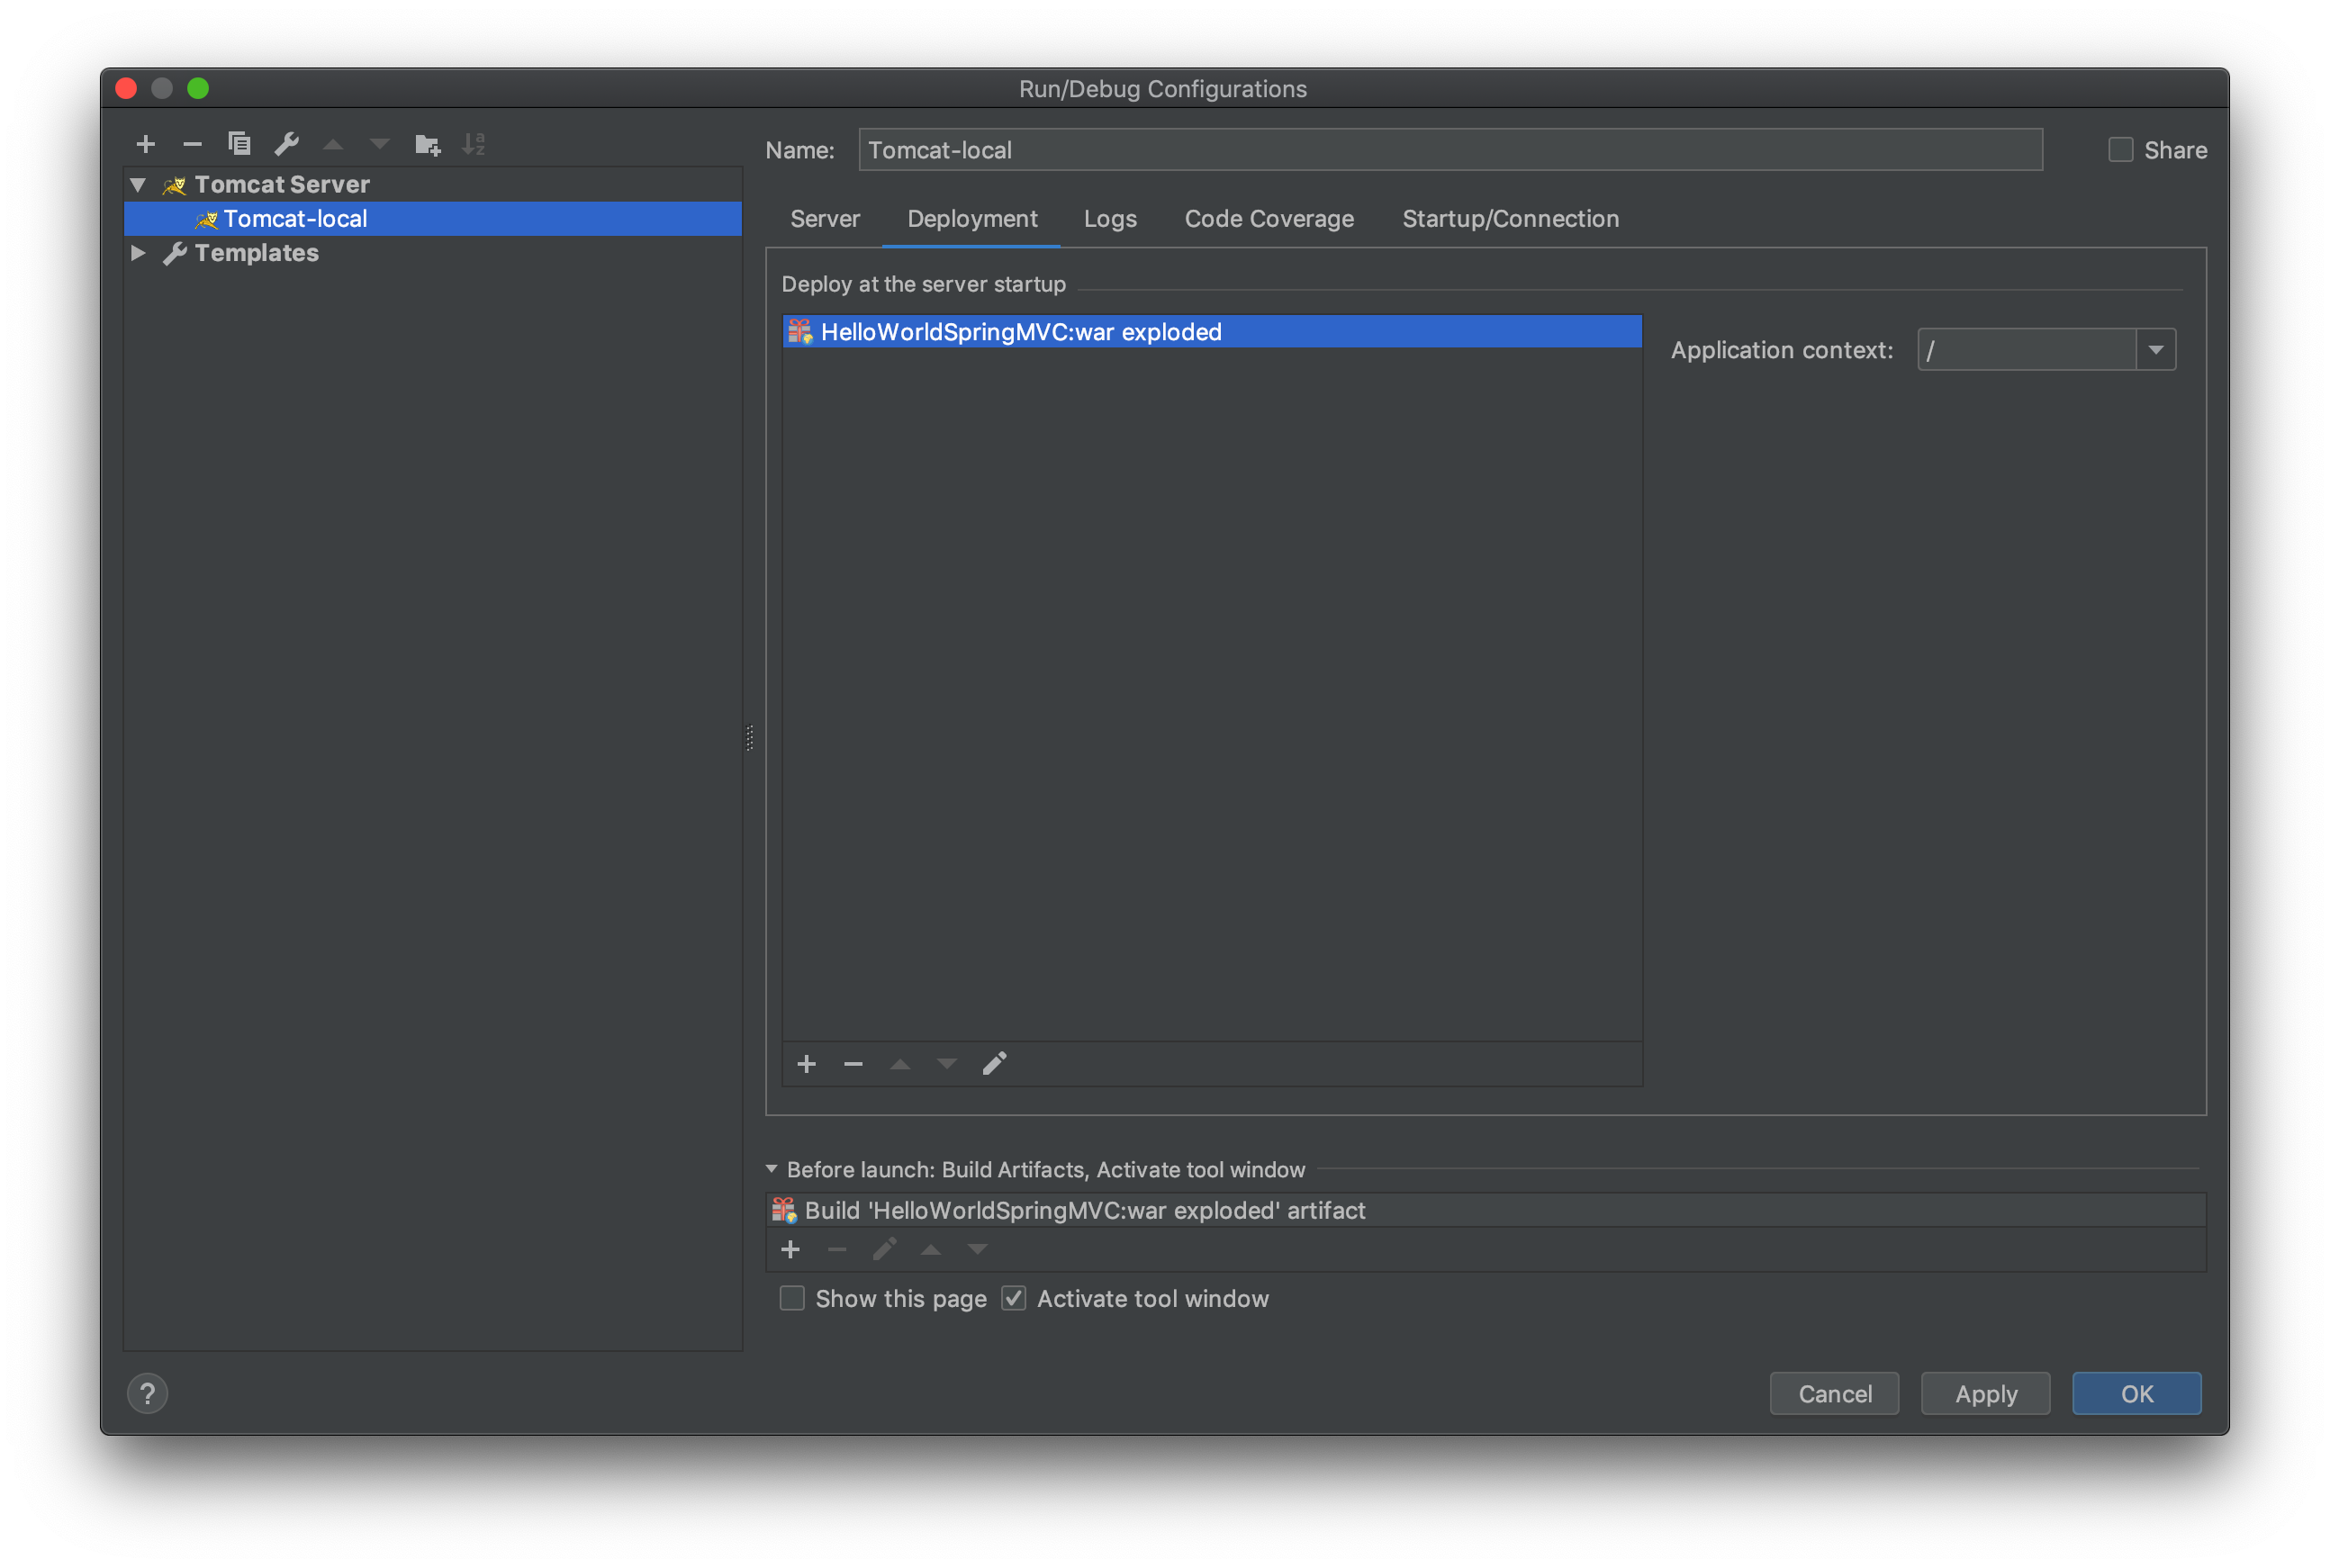 Run/Debug Configurations
Name: Tomcat-local Share
Tomcat Server
Tomcat-local
Templates
Server Deployment Logs Code Coverage Startup/Connection
Deploy at the server startup
HelloWorldSpringMVC:war exploded
Application context: /
Before launch: Build Artifacts, Activate tool window
Build 'HelloWorldSpringMVC:war exploded' artifact
Show this page Activate tool window
? Cancel Apply OK